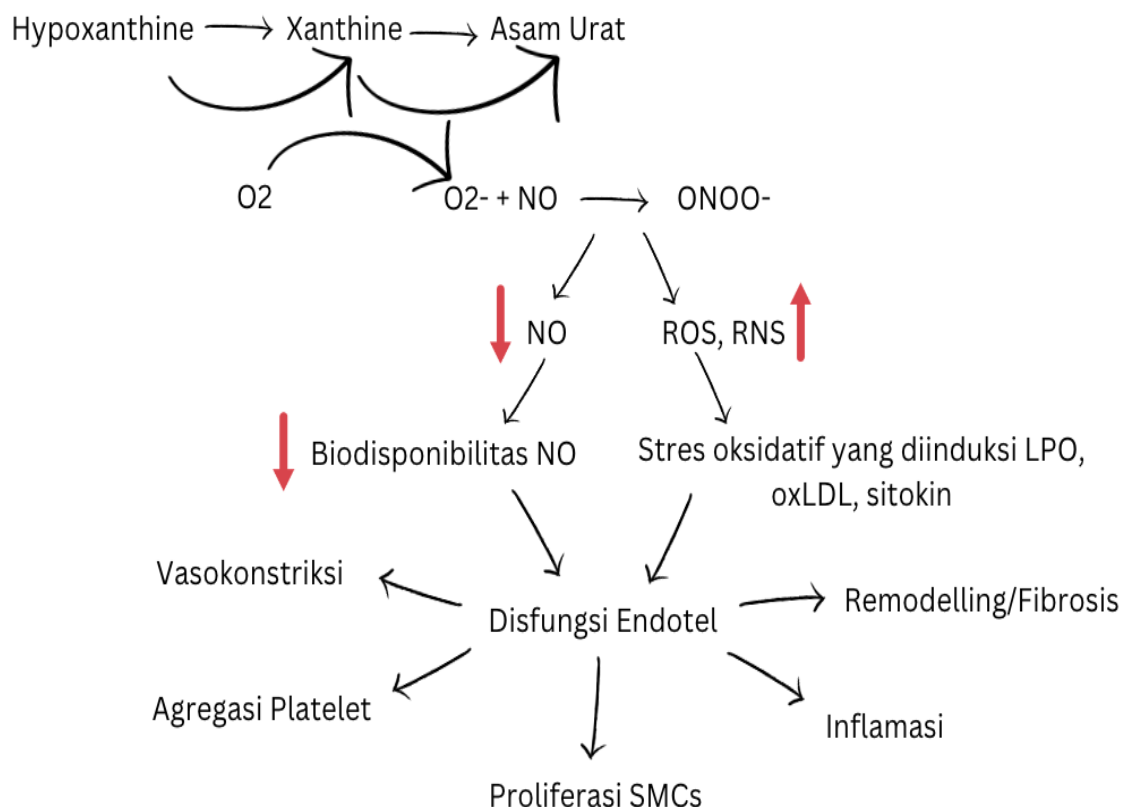 Hypoxanthine
Xanthine
Asam Urat
O2
O2- + NO
ONOO-
NO
ROS, RNS
Biodisponibilitas NO
Stres oksidatif yang diinduksi LPO,
oxLDL, sitokin
Vasokonstriksi
Disfungsi Endotel
Remodelling/Fibrosis
Agregasi Platelet
Inflamasi
Proliferasi SMCs